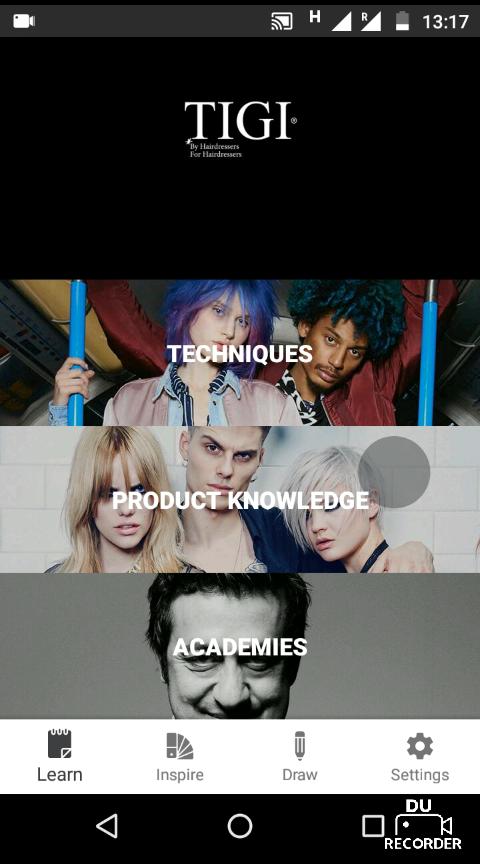 H
R
13:17
TIGI®
By Hairdressers
For Hairdressers
TECHNIQUES
PRODUCT KNOWLEDGE
ACADEMIES
Learn
Inspire
Draw
Settings
DU
RECORDER